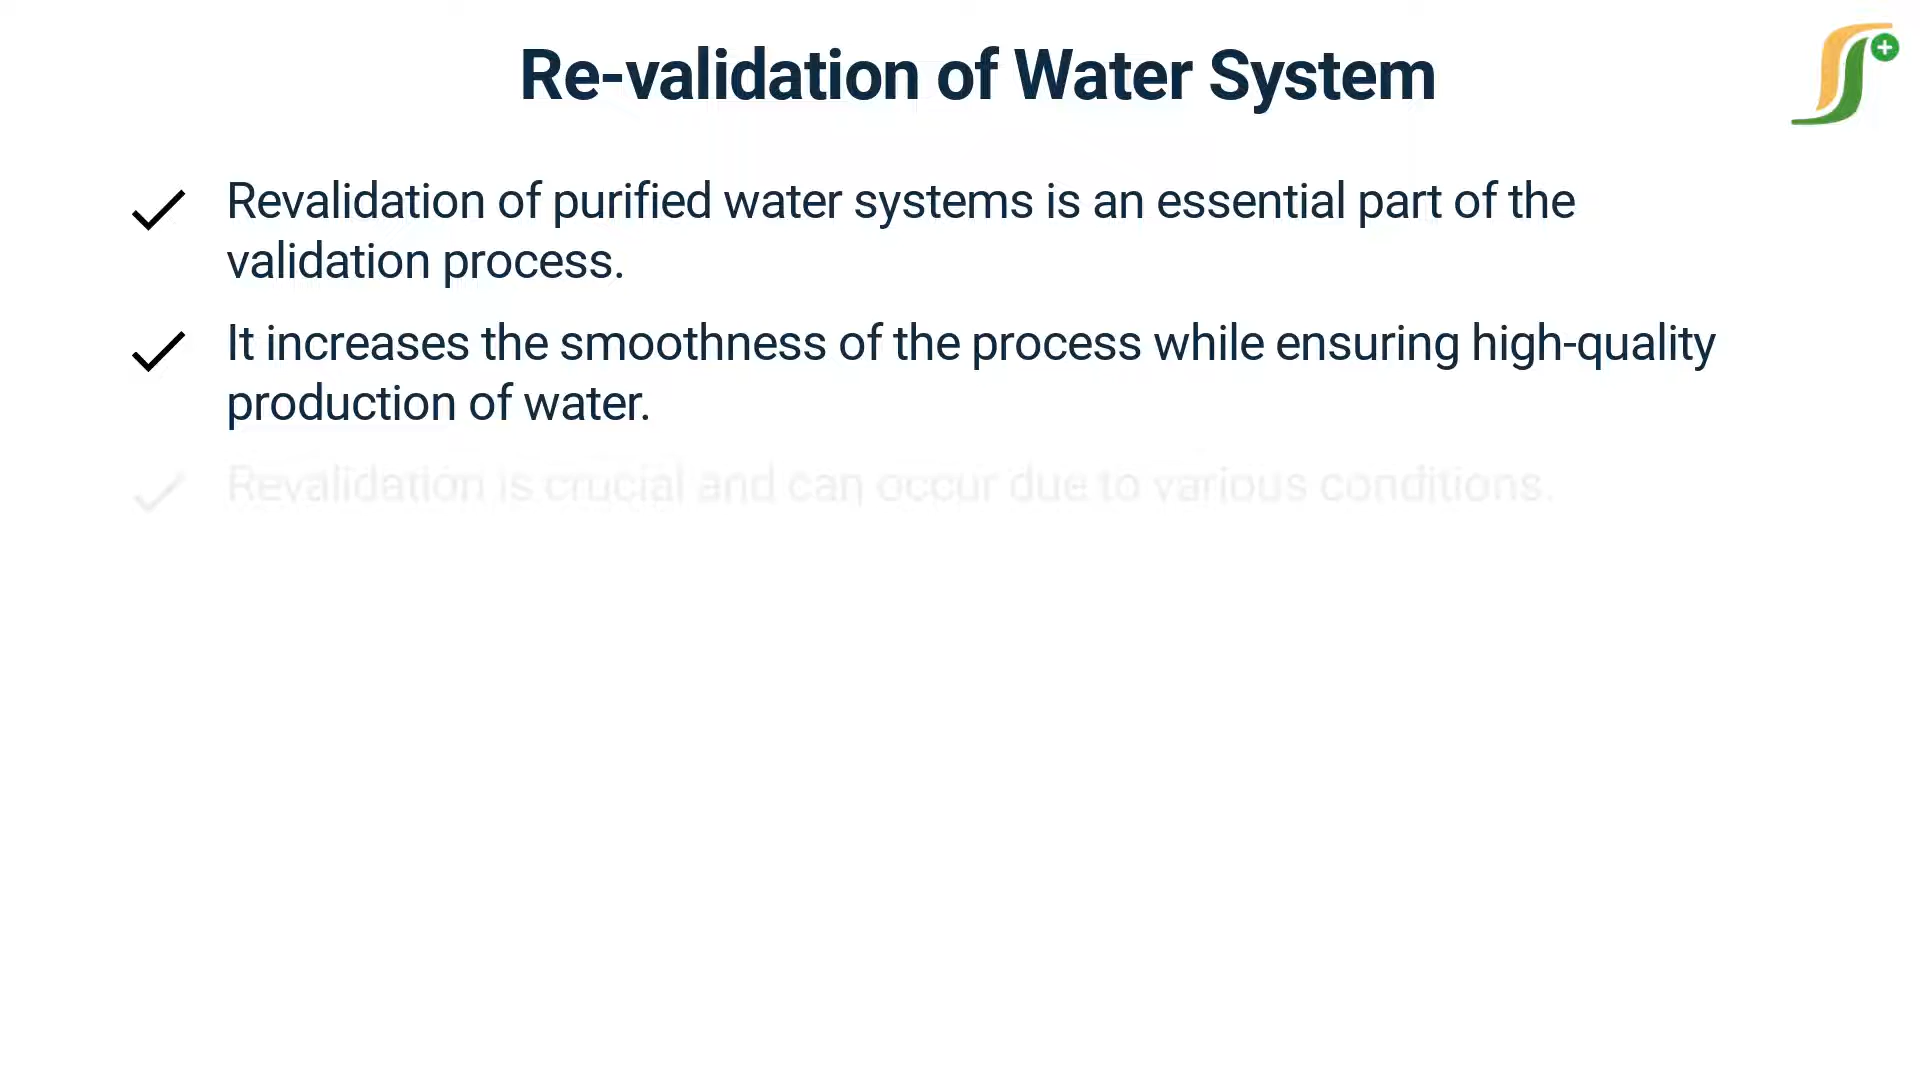 Re-validation of Water System
Revalidation of purified water systems is an essential part of the
validation process.
It increases the smoothness of the process while ensuring high-quality
production of water.
Revalidation is crucial and can occur due to various conditions.